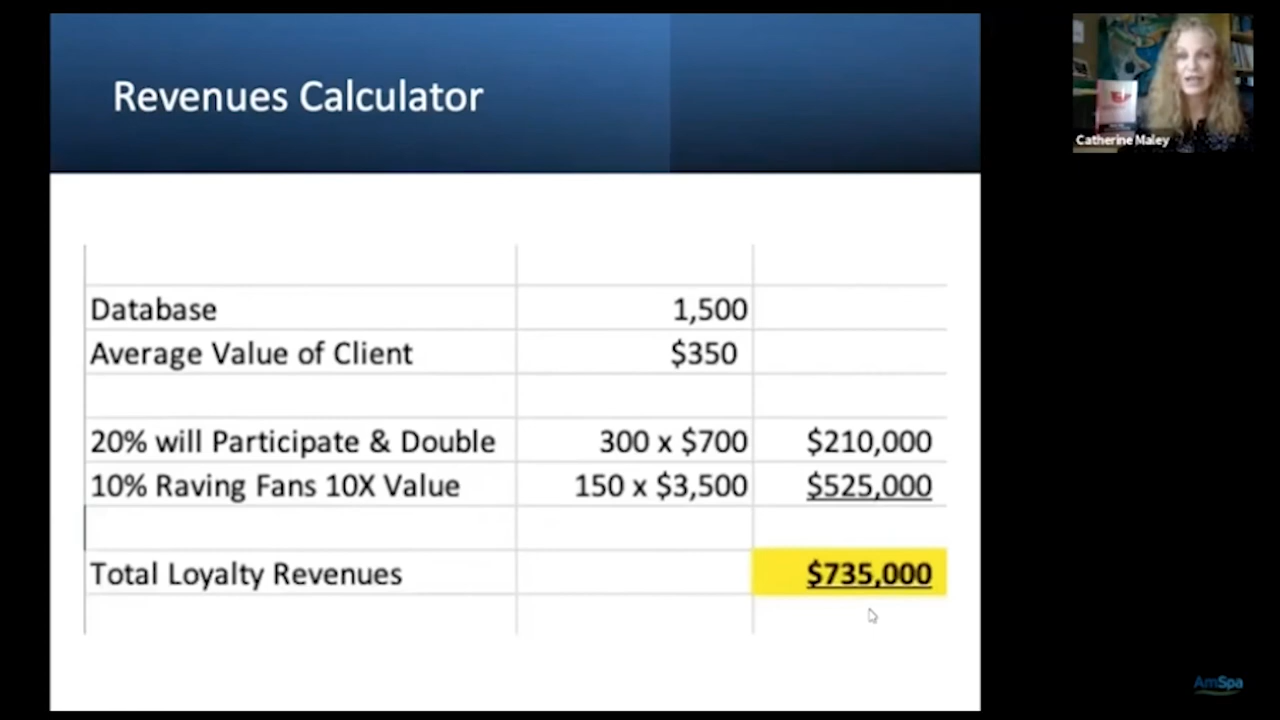 Revenues Calculator
Catherine Maley
Database 1,500
Average Value of Client $350
20% will Participate & Double 300 x $700 $210,000
10% Raving Fans 10X Value 150 x $3,500 $525,000
Total Loyalty Revenues $735,000
AmSpa